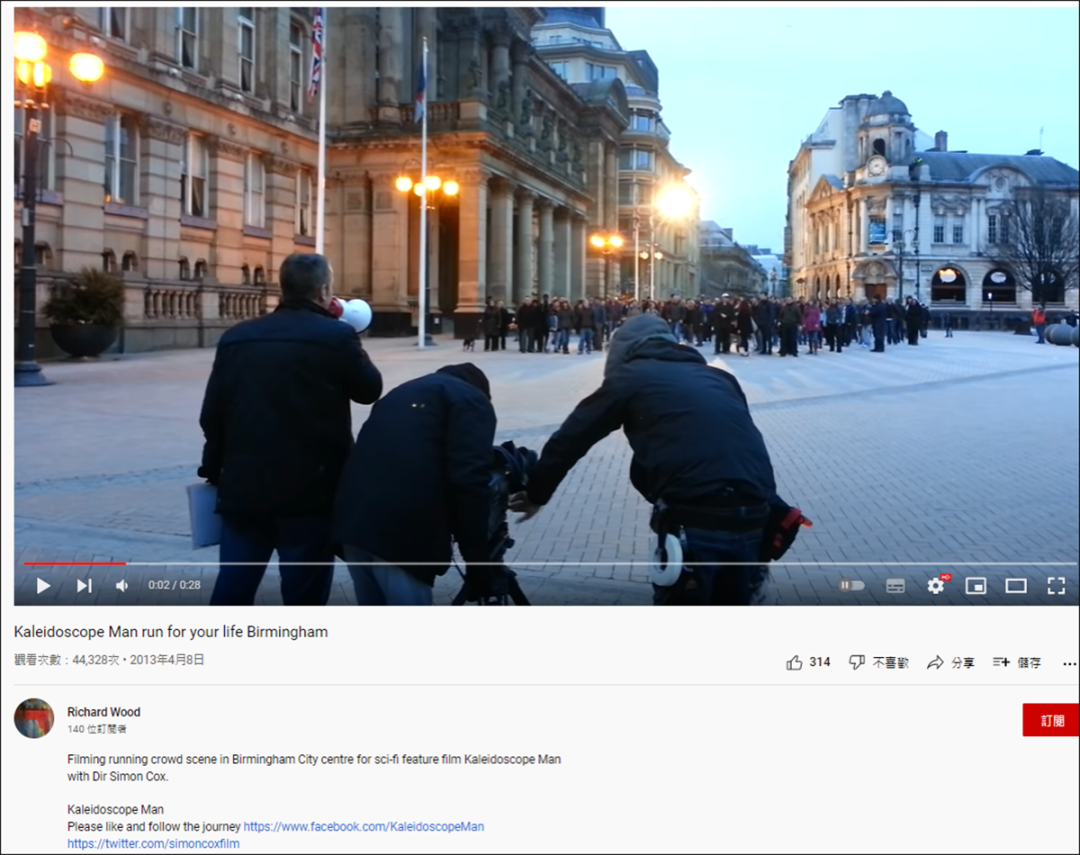 0:02 / 0:28
HD
Kaleidoscope Man run for your life Birmingham
觀看次數：44,328次 • 2013年4月8日
314
不喜歡
分享
儲存
Richard Wood
140 位訂閱者
訂閱
Filming running crowd scene in Birmingham City centre for sci-fi feature film Kaleidoscope Man
with Dir Simon Cox.
Kaleidoscope Man
Please like and follow the journey https://www.facebook.com/KaleidoscopeMan
https://twitter.com/simoncoxfilm